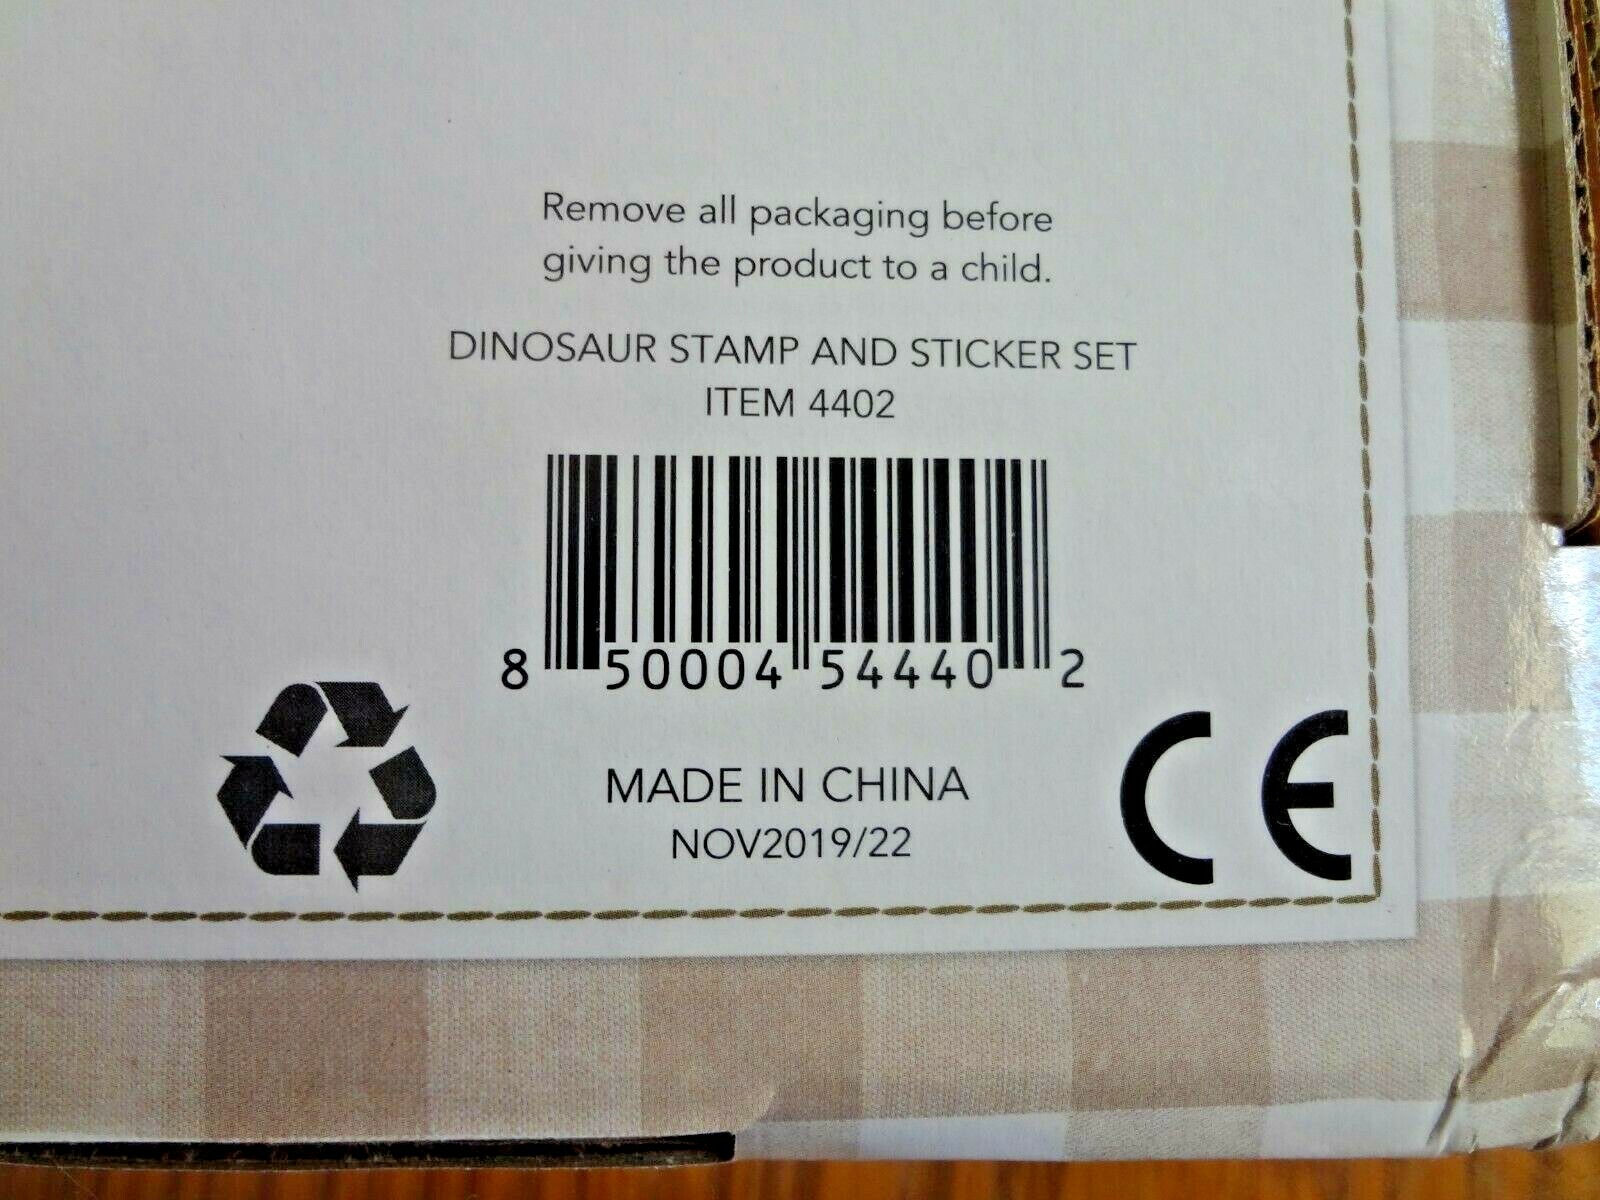 Remove all packaging before
giving the product to a child.
DINOSAUR STAMP AND STICKER SET
ITEM 4402
8 50004 54440 2
MADE IN CHINA
NOV2019/22
CE